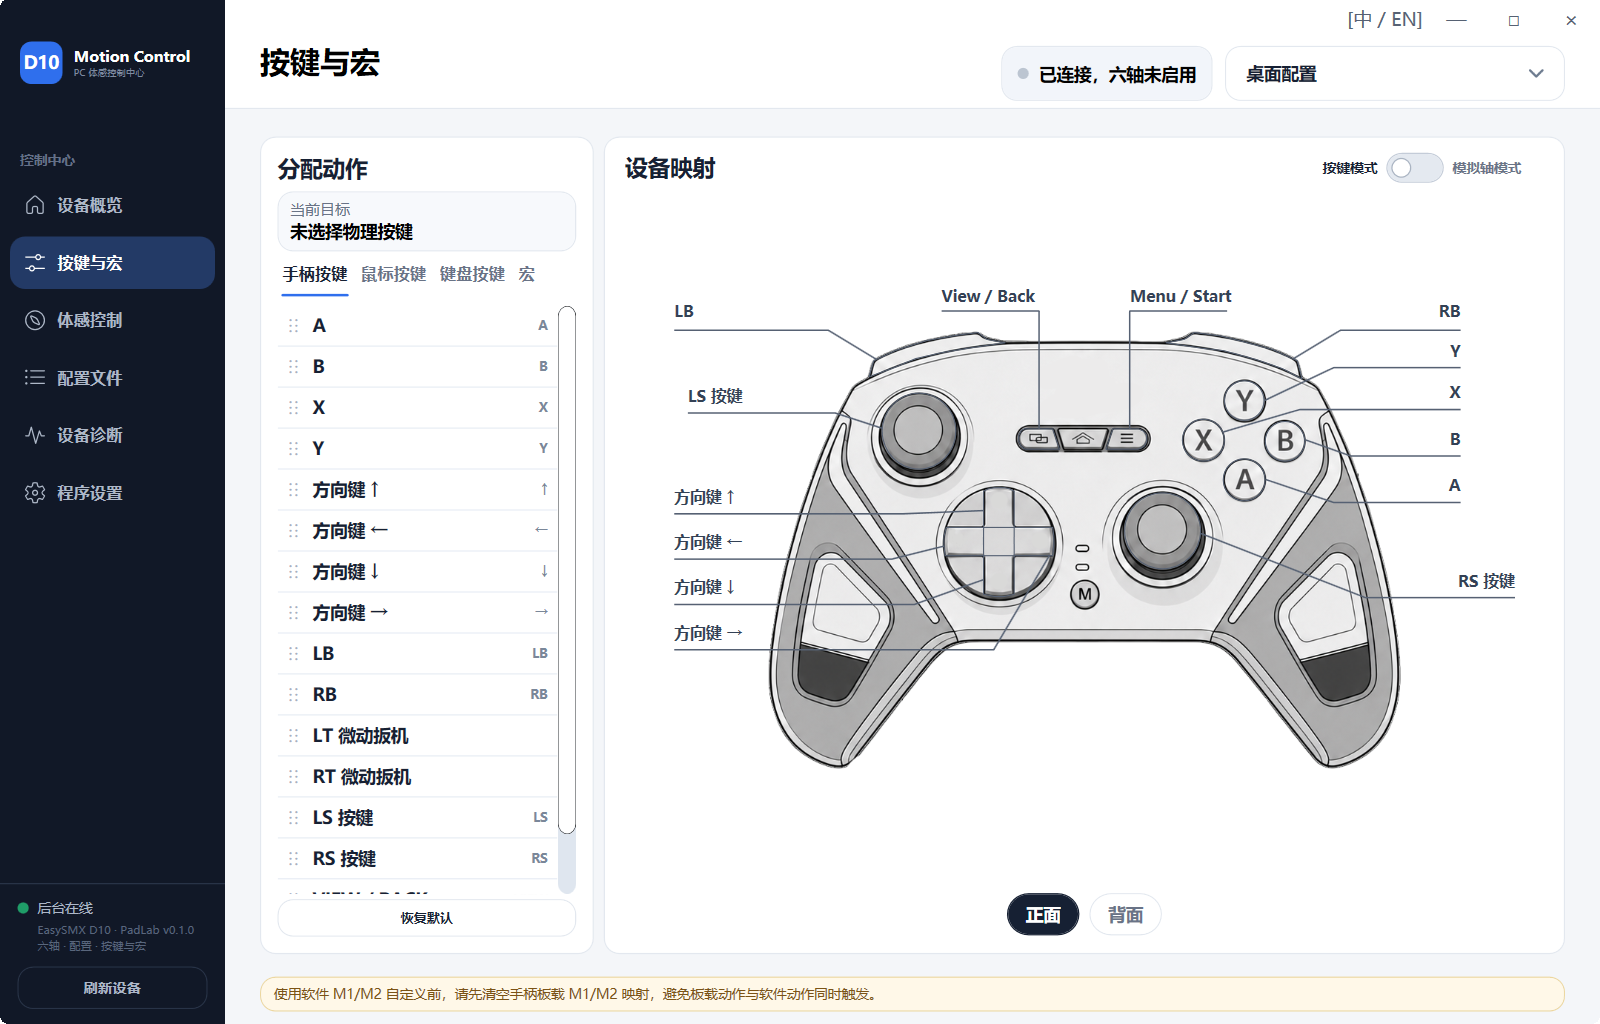 [中 / EN]
D10
Motion Control
PC 体感控制中心
按键与宏
已连接，六轴未启用
桌面配置
控制中心
设备概览
按键与宏
体感控制
配置文件
设备诊断
程序设置
后台在线
EasySMX D10 · PadLab v0.1.0
六轴 · 配置 · 按键与宏
刷新设备
分配动作
当前目标
未选择物理按键
手柄按键 鼠标按键 键盘按键 宏
A A
B B
X X
Y Y
方向键 ↑ ↑
方向键 ← ←
方向键 ↓ ↓
方向键 → →
LB LB
RB RB
LT 微动扳机
RT 微动扳机
LS 按键 LS
RS 按键 RS
恢复默认
设备映射
按键模式 模拟轴模式
View / Back
Menu / Start
LB
RB
Y
X
LS 按键
B
A
方向键 ↑
方向键 ←
方向键 ↓
方向键 →
RS 按键
Y
X
B
A
M
正面
背面
使用软件 M1/M2 自定义前，请先清空手柄板载 M1/M2 映射，避免板载动作与软件动作同时触发。